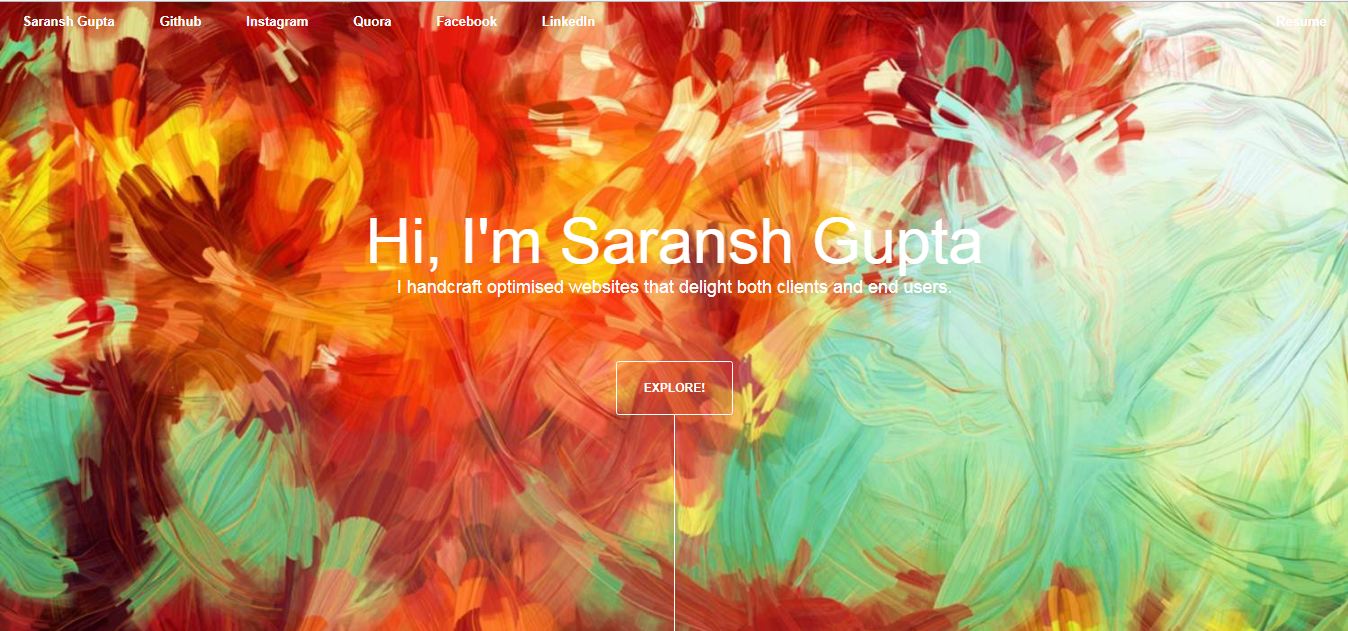 Saransh Gupta Github Instagram Quora Facebook LinkedIn Resume
Hi, I'm Saransh Gupta
I handcraft optimised websites that delight both clients and end users.
EXPLORE!